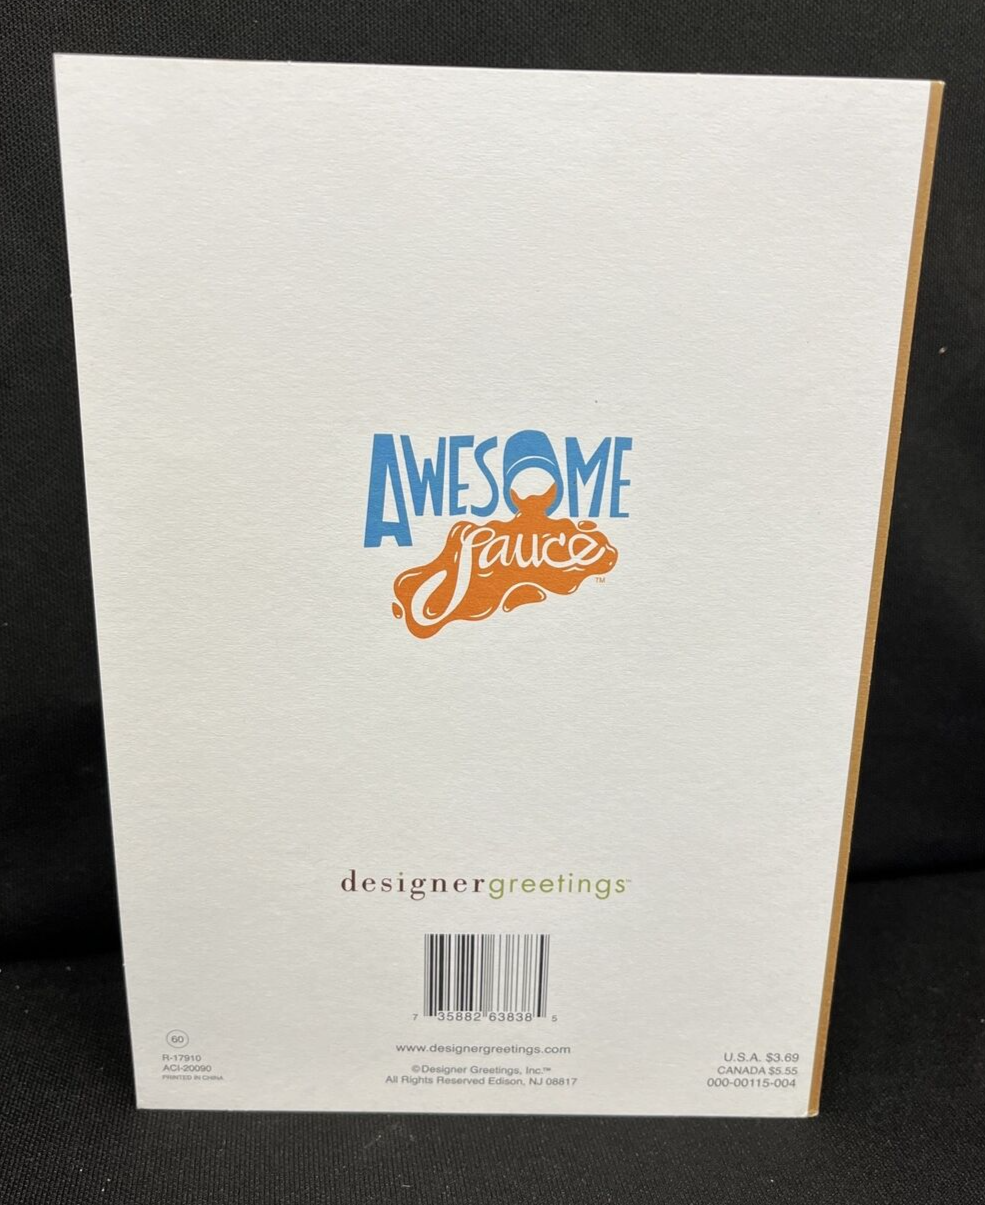 AWESOME
Sauce
TM
designergreetings™
7 35882 63838 5
60
R-17910
ACI-20090
PRINTED IN CHINA
www.designergreetings.com
©Designer Greetings, Inc.™
All Rights Reserved Edison, NJ 08817
U.S.A. $3.69
CANADA $5.55
000-00115-004